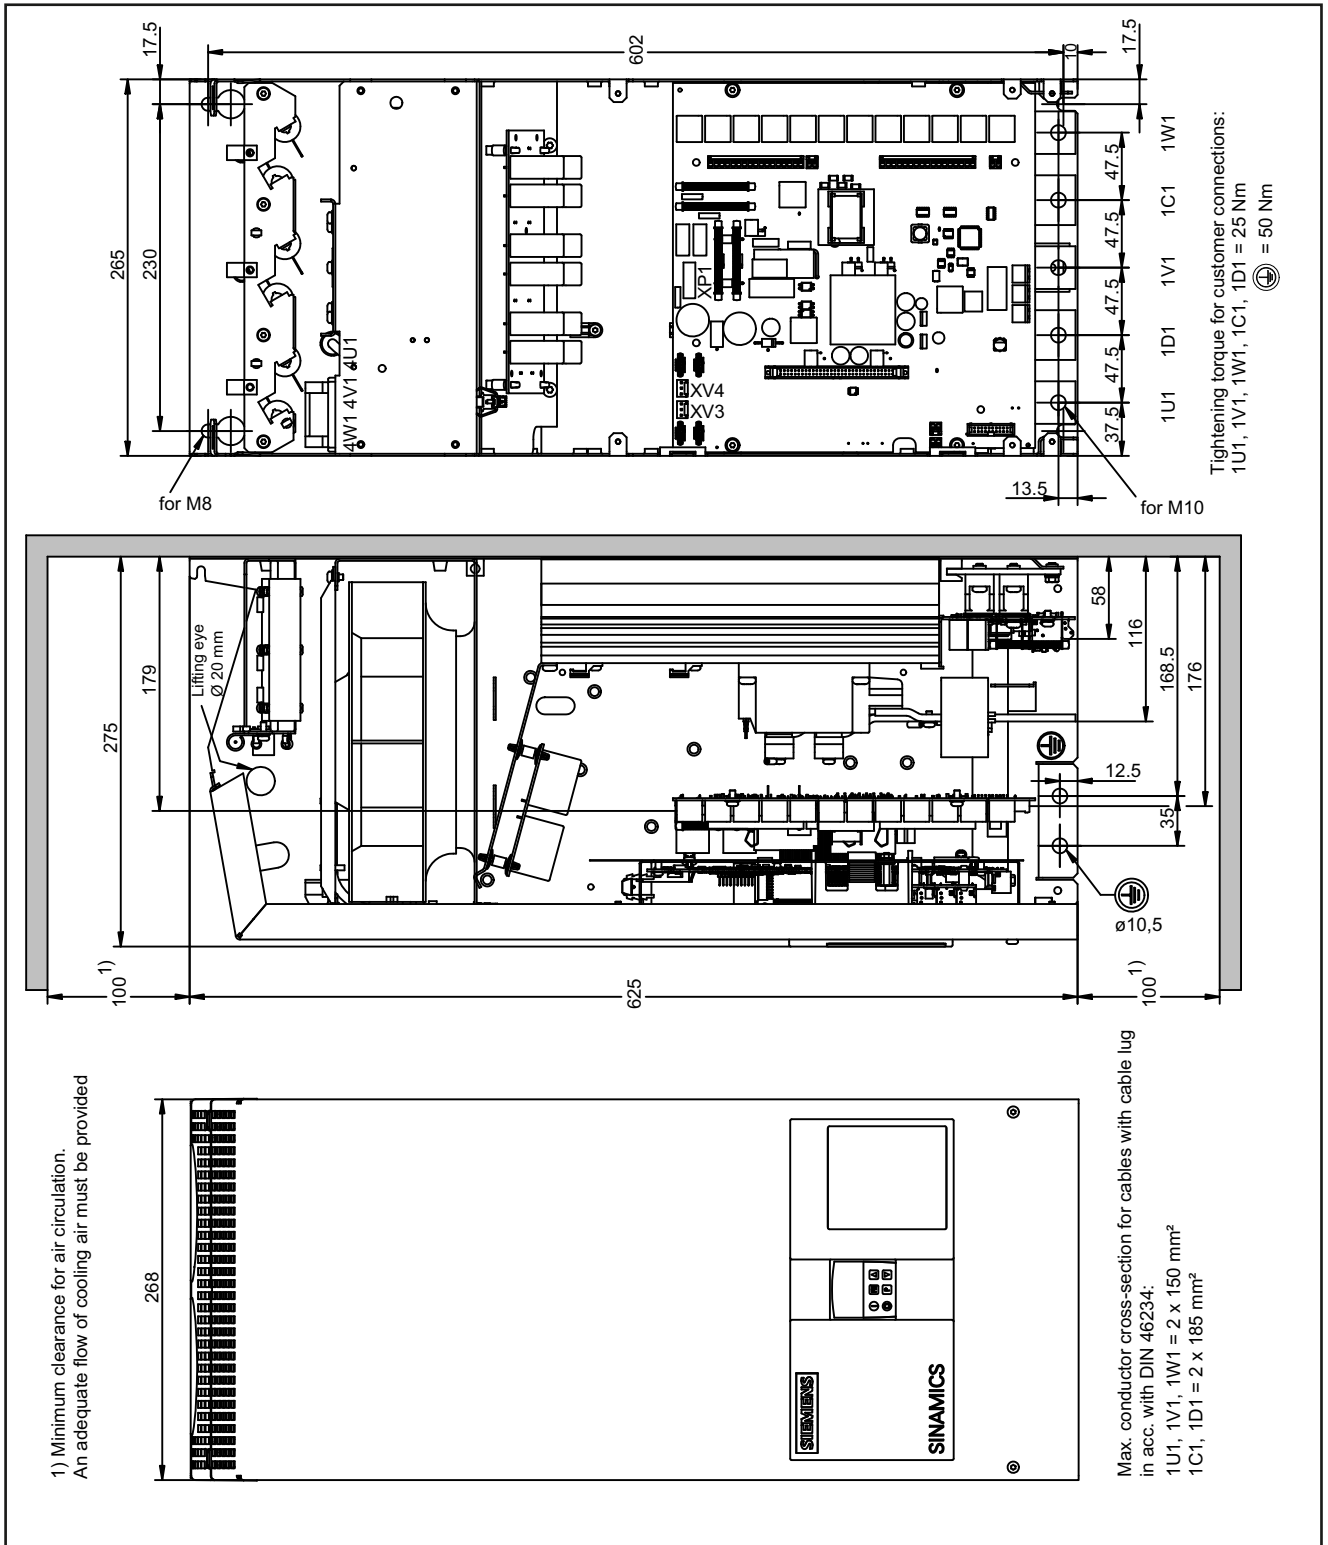 17.5
602
10
17.5
265
230
47.5
47.5
47.5
47.5
37.5
1W1
1C1
1V1
1D1
1U1
Tightening torque for customer connections:
1U1, 1V1, 1W1, 1C1, 1D1 = 25 Nm
= 50 Nm
4W1 4V1 4U1
XP1
XV4
XV3
for M8
13.5
for M10
275
179
Lifting eye
Ø 20 mm
58
116
168.5
176
12.5
35
ø10,5
100 1)
625
100 1)
1) Minimum clearance for air circulation.
An adequate flow of cooling air must be provided
268
SIEMENS
SINAMICS
Max. conductor cross-section for cables with cable lug
in acc. with DIN 46234:
1U1, 1V1, 1W1 = 2 x 150 mm²
1C1, 1D1 = 2 x 185 mm²